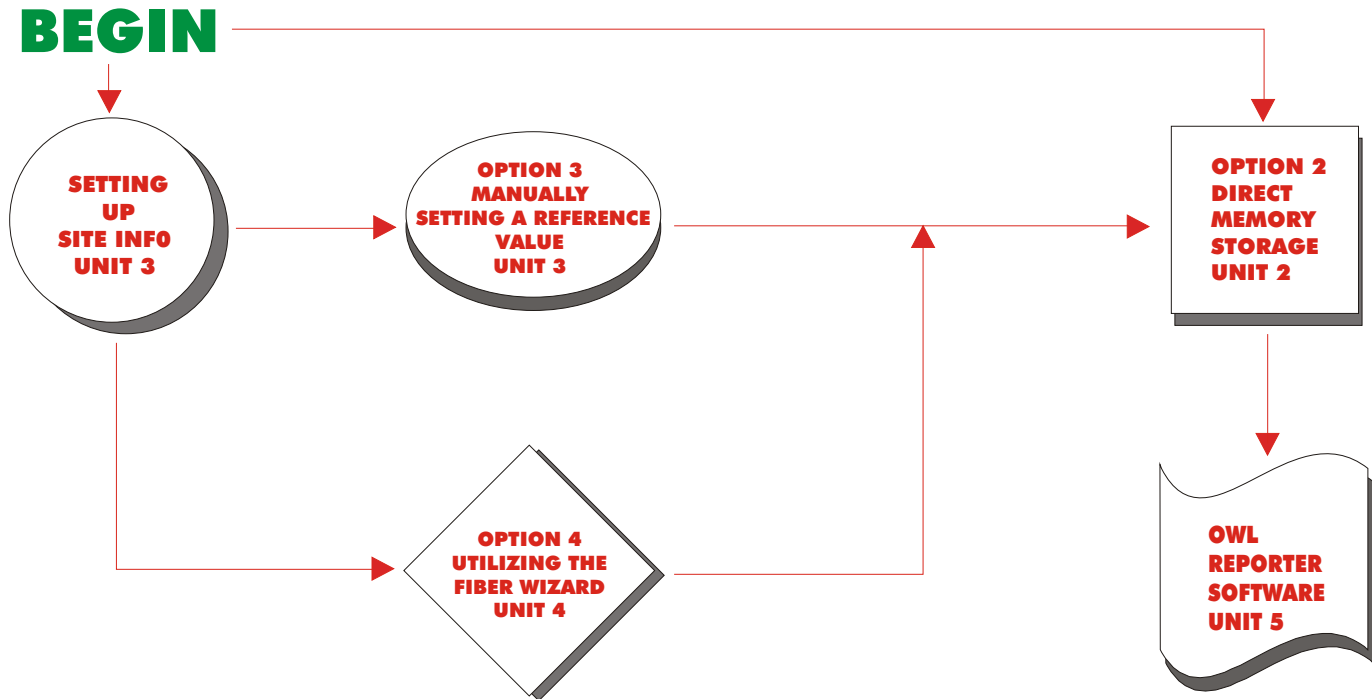 BEGIN
SETTING
UP
SITE INF0
UNIT 3
OPTION 3
MANUALLY
SETTING A REFERENCE
VALUE
UNIT 3
OPTION 2
DIRECT
MEMORY
STORAGE
UNIT 2
OPTION 4
UTILIZING THE
FIBER WIZARD
UNIT 4
OWL
REPORTER
SOFTWARE
UNIT 5